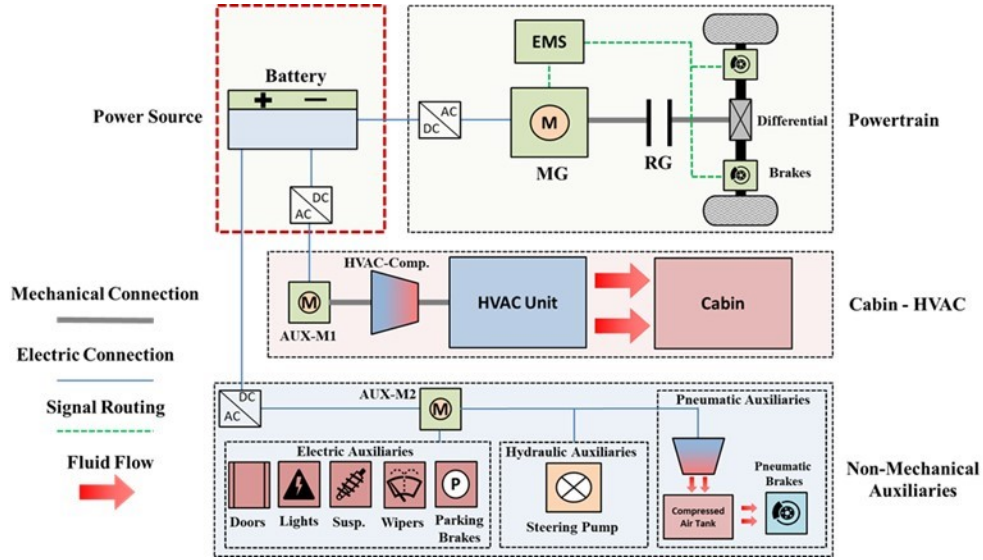 Power Source
Battery
+ −
DC
AC
AC
DC
EMS
M
MG
RG
Differential
Brakes
Powertrain
HVAC-Comp.
M
AUX-M1
HVAC Unit
Cabin
Cabin - HVAC
Mechanical Connection
Electric Connection
Signal Routing
Fluid Flow
DC
AC
AUX-M2
M
Electric Auxiliaries
Doors
Lights
Susp.
Wipers
P
Parking
Brakes
Hydraulic Auxiliaries
Steering Pump
Pneumatic Auxiliaries
Compressed
Air Tank
Pneumatic
Brakes
Non-Mechanical
Auxiliaries